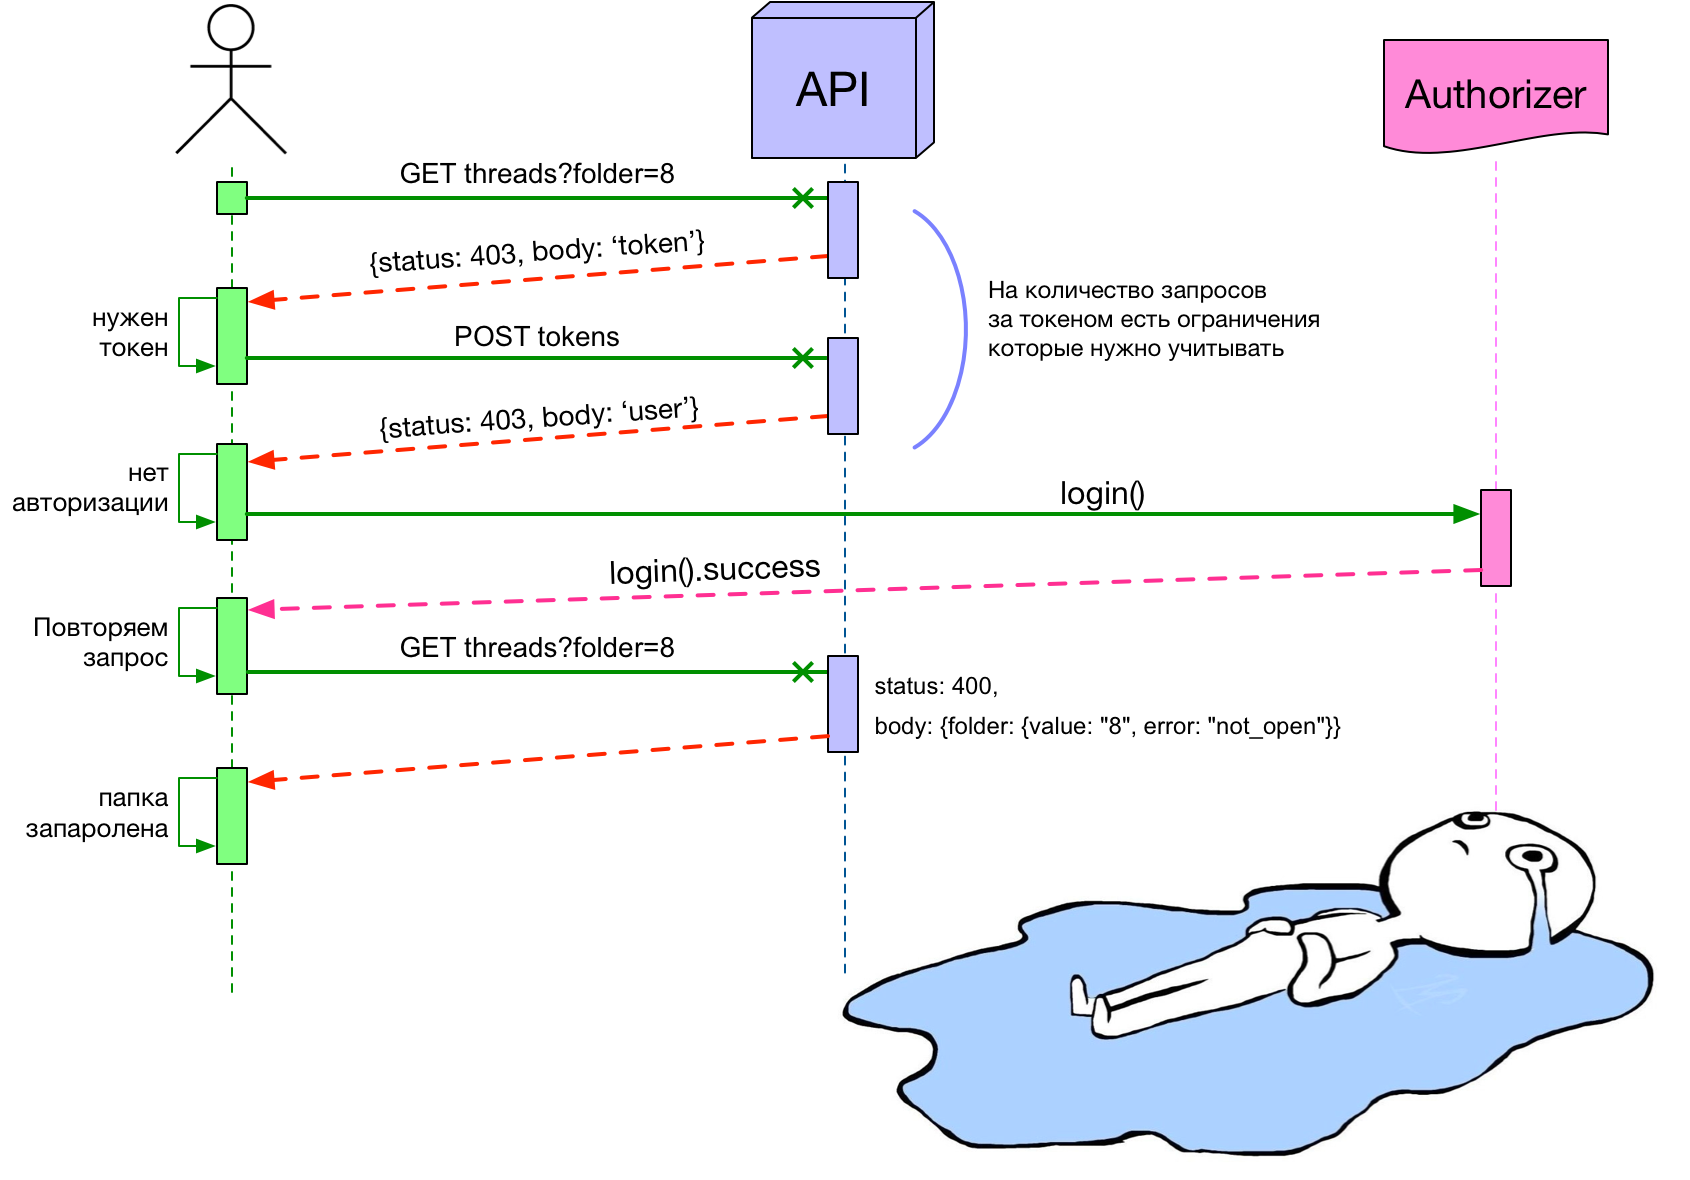 API
Authorizer
GET threads?folder=8
{status: 403, body: ‘token’}
На количество запросов
за токеном есть ограничения
которые нужно учитывать
нужен
токен
POST tokens
{status: 403, body: ‘user’}
нет
авторизации
login()
login().success
Повторяем
запрос
GET threads?folder=8
status: 400,
body: {folder: {value: "8", error: "not_open"}}
папка
запаролена